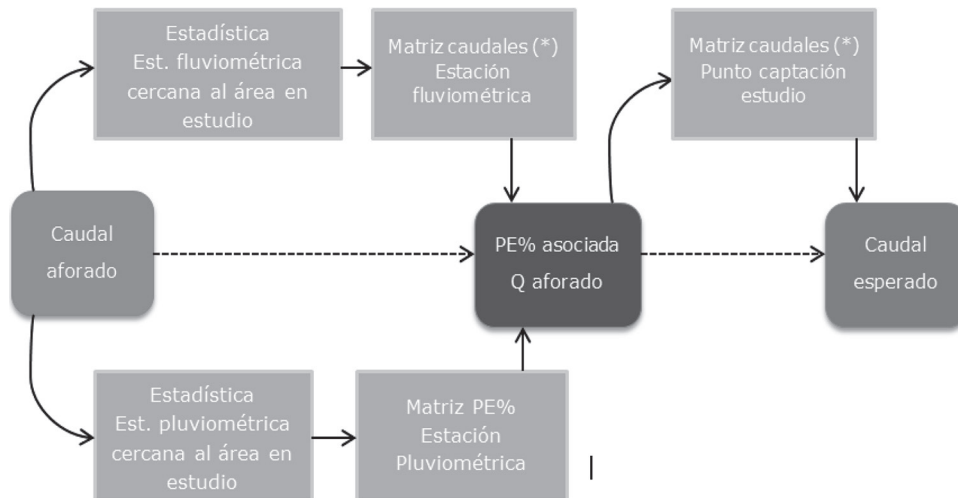 Estadística
Est. fluviométrica
cercana al área en
estudio
Matriz caudales (*)
Estación
fluviométrica
Matriz caudales (*)
Punto captación
estudio
Caudal
aforado
PE% asociada
Q aforado
Caudal
esperado
Estadística
Est. pluviométrica
cercana al área en
estudio
Matriz PE%
Estación
Pluviométrica